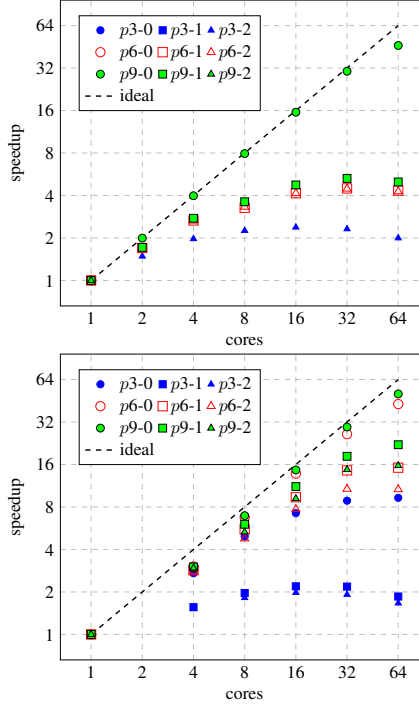 64
32
16
8
4
2
1
speedup
p3-0 p3-1 p3-2
p6-0 p6-1 p6-2
p9-0 p9-1 p9-2
ideal
1 2 4 8 16 32 64
cores
64
32
16
8
4
2
1
speedup
p3-0 p3-1 p3-2
p6-0 p6-1 p6-2
p9-0 p9-1 p9-2
ideal
1 2 4 8 16 32 64
cores